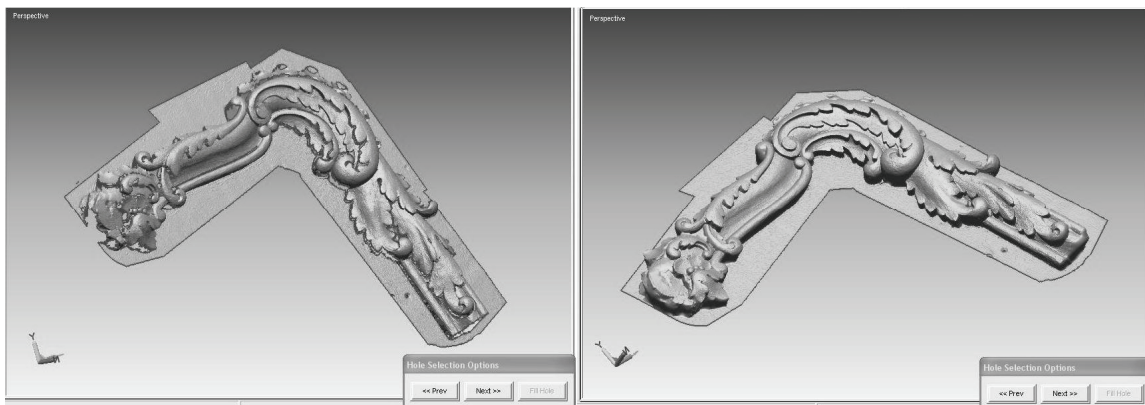 Perspective
Hole Selection Options
<< Prev Next >> Fill Hole
Y
Perspective
Hole Selection Options
<< Prev Next >> Fill Hole